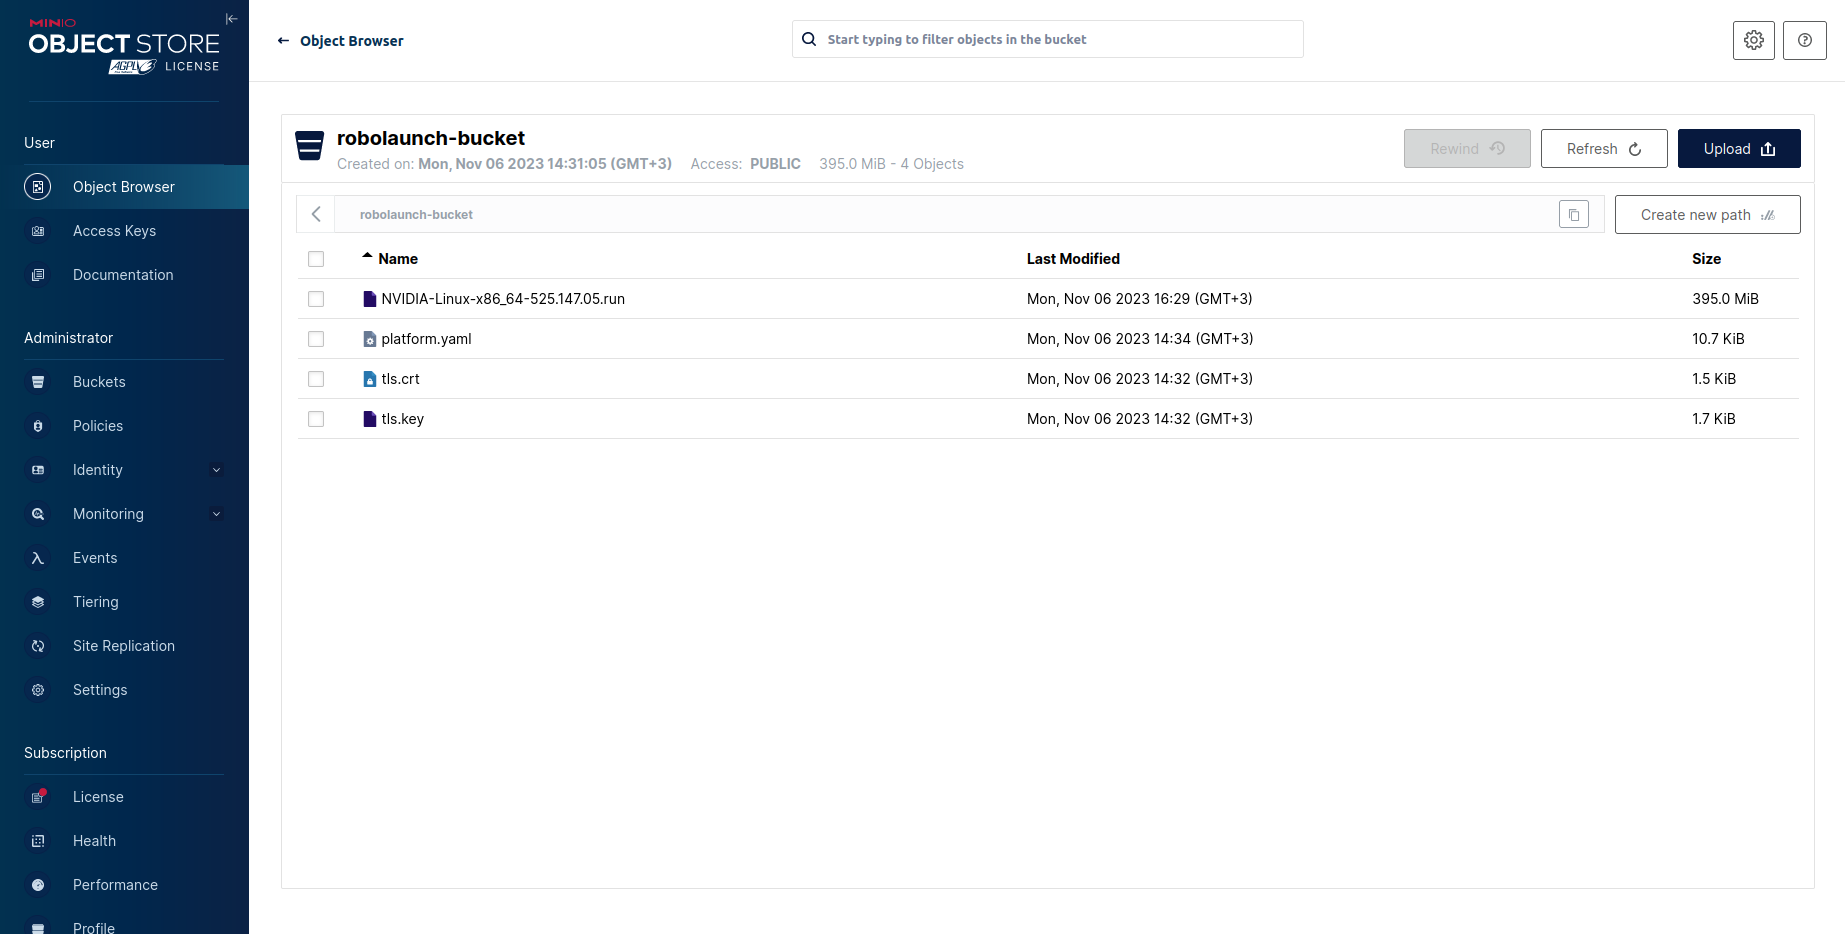 MINIO
OBJECT STORE
AGPLv3 LICENSE
User
Object Browser
Access Keys
Documentation
Administrator
Buckets
Policies
Identity
Monitoring
Events
Tiering
Site Replication
Settings
Subscription
License
Health
Performance
Profile
← Object Browser
Start typing to filter objects in the bucket
robolaunch-bucket
Created on: Mon, Nov 06 2023 14:31:05 (GMT+3) Access: PUBLIC 395.0 MiB - 4 Objects
Rewind
Refresh
Upload
robolaunch-bucket
Create new path
Name Last Modified Size
NVIDIA-Linux-x86_64-525.147.05.run Mon, Nov 06 2023 16:29 (GMT+3) 395.0 MiB
platform.yaml Mon, Nov 06 2023 14:34 (GMT+3) 10.7 KiB
tls.crt Mon, Nov 06 2023 14:32 (GMT+3) 1.5 KiB
tls.key Mon, Nov 06 2023 14:32 (GMT+3) 1.7 KiB